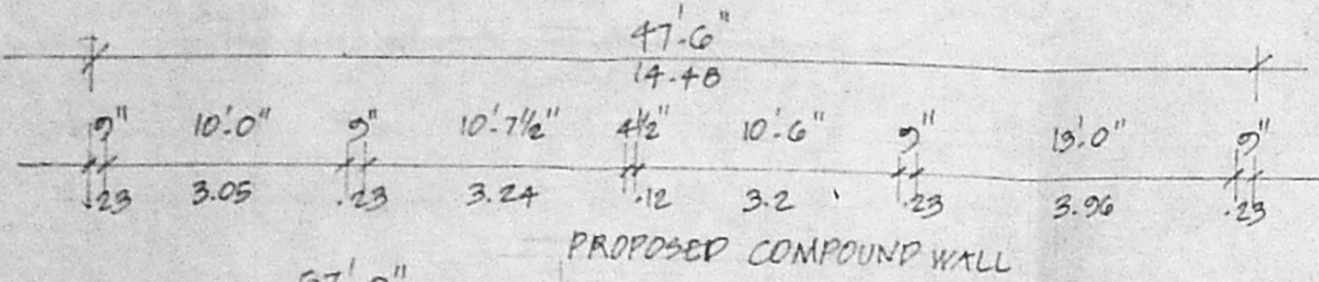 47'-6"
14.48
9" 10'-0" 9" 10'-7½" 4½" 10'-6" 9" 13'-0" 9"
.23 3.05 .23 3.24 .12 3.2 .23 3.96 .23
PROPOSED COMPOUND WALL